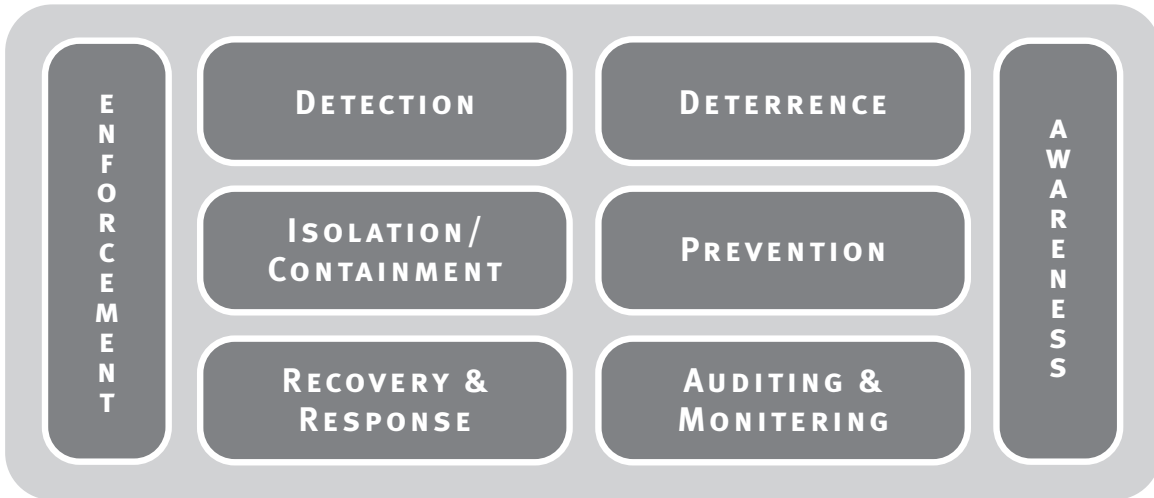 ENFORCEMENT
DETECTION
DETERRENCE
ISOLATION/
CONTAINMENT
PREVENTION
RECOVERY &
RESPONSE
AUDITING &
MONITERING
AWARENESS